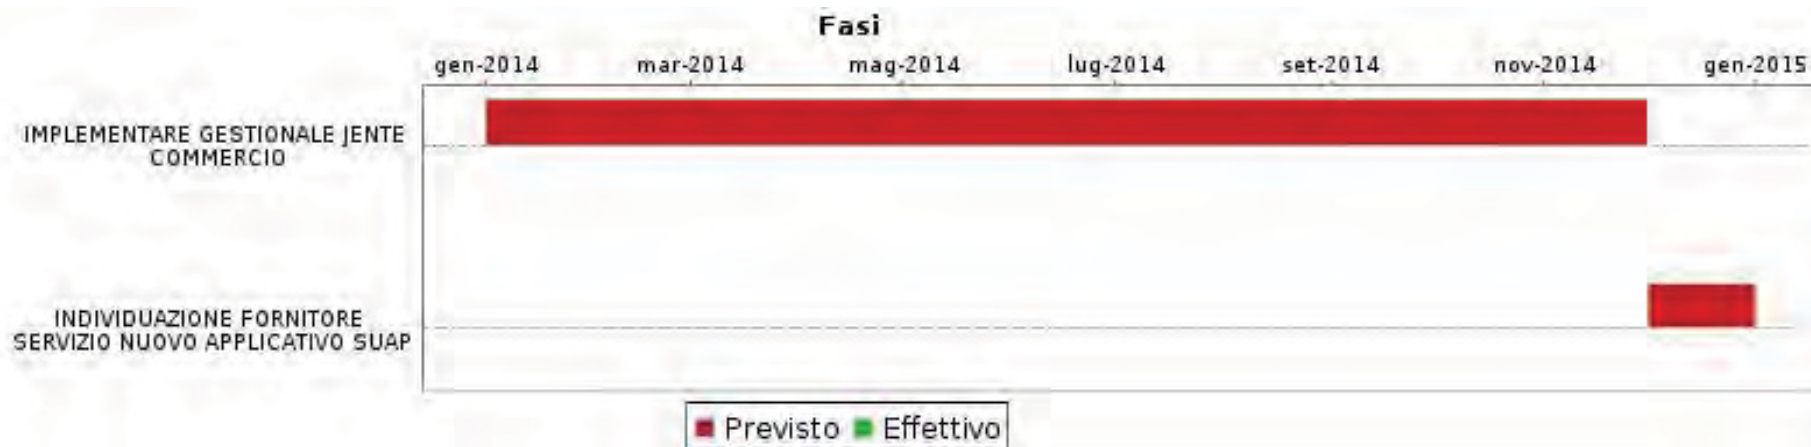 Fasi
gen-2014 mar-2014 mag-2014 lug-2014 set-2014 nov-2014 gen-2015
IMPLEMENTARE GESTIONALE JENTE
COMMERCIO
INDIVIDUAZIONE FORNITORE
SERVIZIO NUOVO APPLICATIVO SUAP
Previsto Effettivo